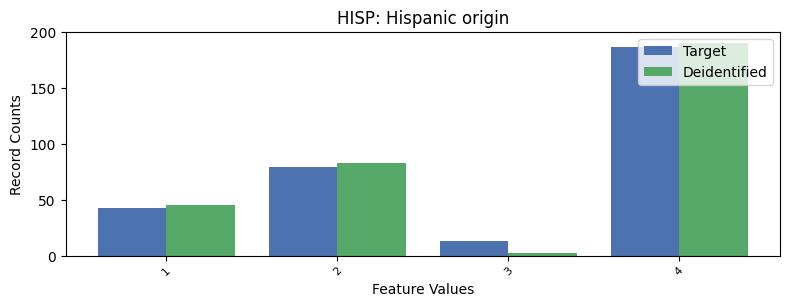 HISP: Hispanic origin
Target
Deidentified
Record Counts
200
150
100
50
0
1
2
3
4
Feature Values